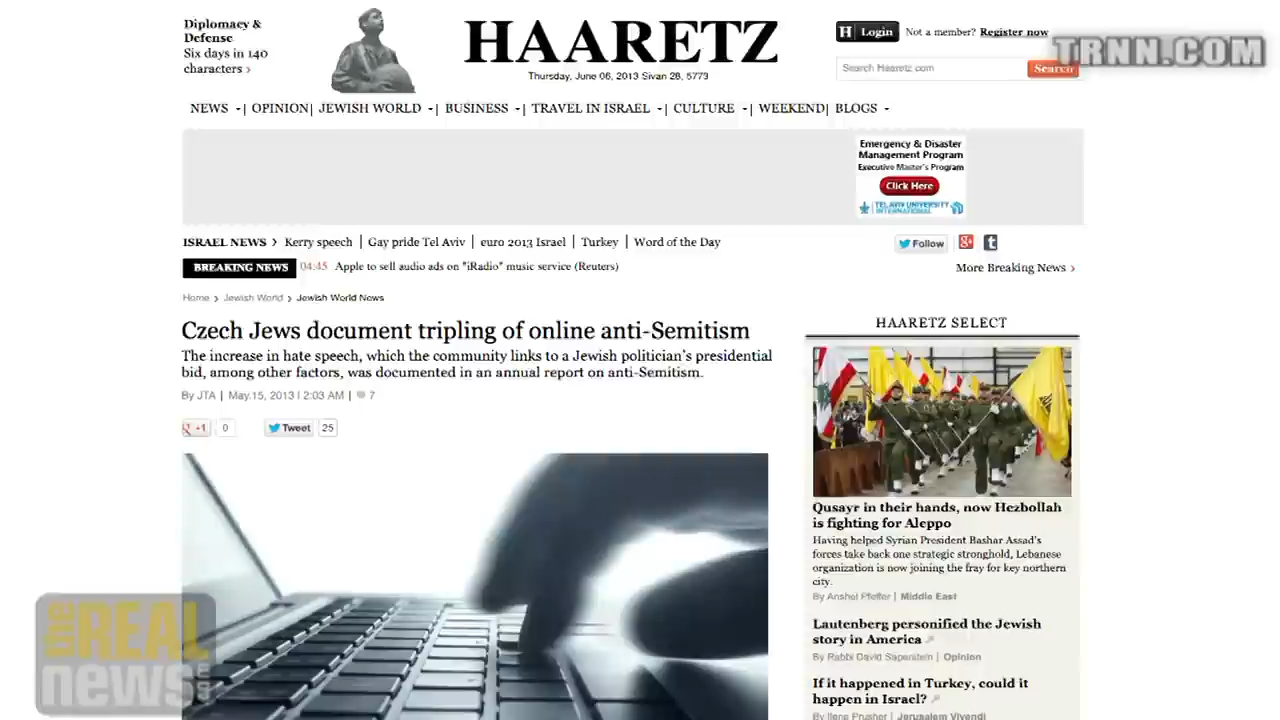 Diplomacy &
Defense
Six days in 140
characters ›
HAARETZ
Thursday, June 06, 2013 Sivan 28, 5773
H Login
Not a member? Register now
TRNN.COM
Search Haaretz.com
Search
NEWS
OPINION
JEWISH WORLD
BUSINESS
TRAVEL IN ISRAEL
CULTURE
WEEKEND
BLOGS
Emergency & Disaster
Management Program
Executive Master's Program
Click Here
TEL AVIV UNIVERSITY
INTERNATIONAL
ISRAEL NEWS › Kerry speech | Gay pride Tel Aviv | euro 2013 Israel | Turkey | Word of the Day
Follow
g+
t
BREAKING NEWS 04:45 Apple to sell audio ads on "iRadio" music service (Reuters)
More Breaking News ›
Home › Jewish World › Jewish World News
Czech Jews document tripling of online anti-Semitism
The increase in hate speech, which the community links to a Jewish politician's presidential
bid, among other factors, was documented in an annual report on anti-Semitism.
By JTA | May.15, 2013 | 2:03 AM | 7
+1 0 Tweet 25
HAARETZ SELECT
Qusayr in their hands, now Hezbollah
is fighting for Aleppo
Having helped Syrian President Bashar Assad's
forces take back one strategic stronghold, Lebanese
organization is now joining the fray for key northern
city.
By Anshel Pfeffer | Middle East
Lautenberg personified the Jewish
story in America
By Rabbi David Saperstein | Opinion
If it happened in Turkey, could it
happen in Israel?
By Ilene Prusher | Jerusalem Vivendi
the REAL
news.com